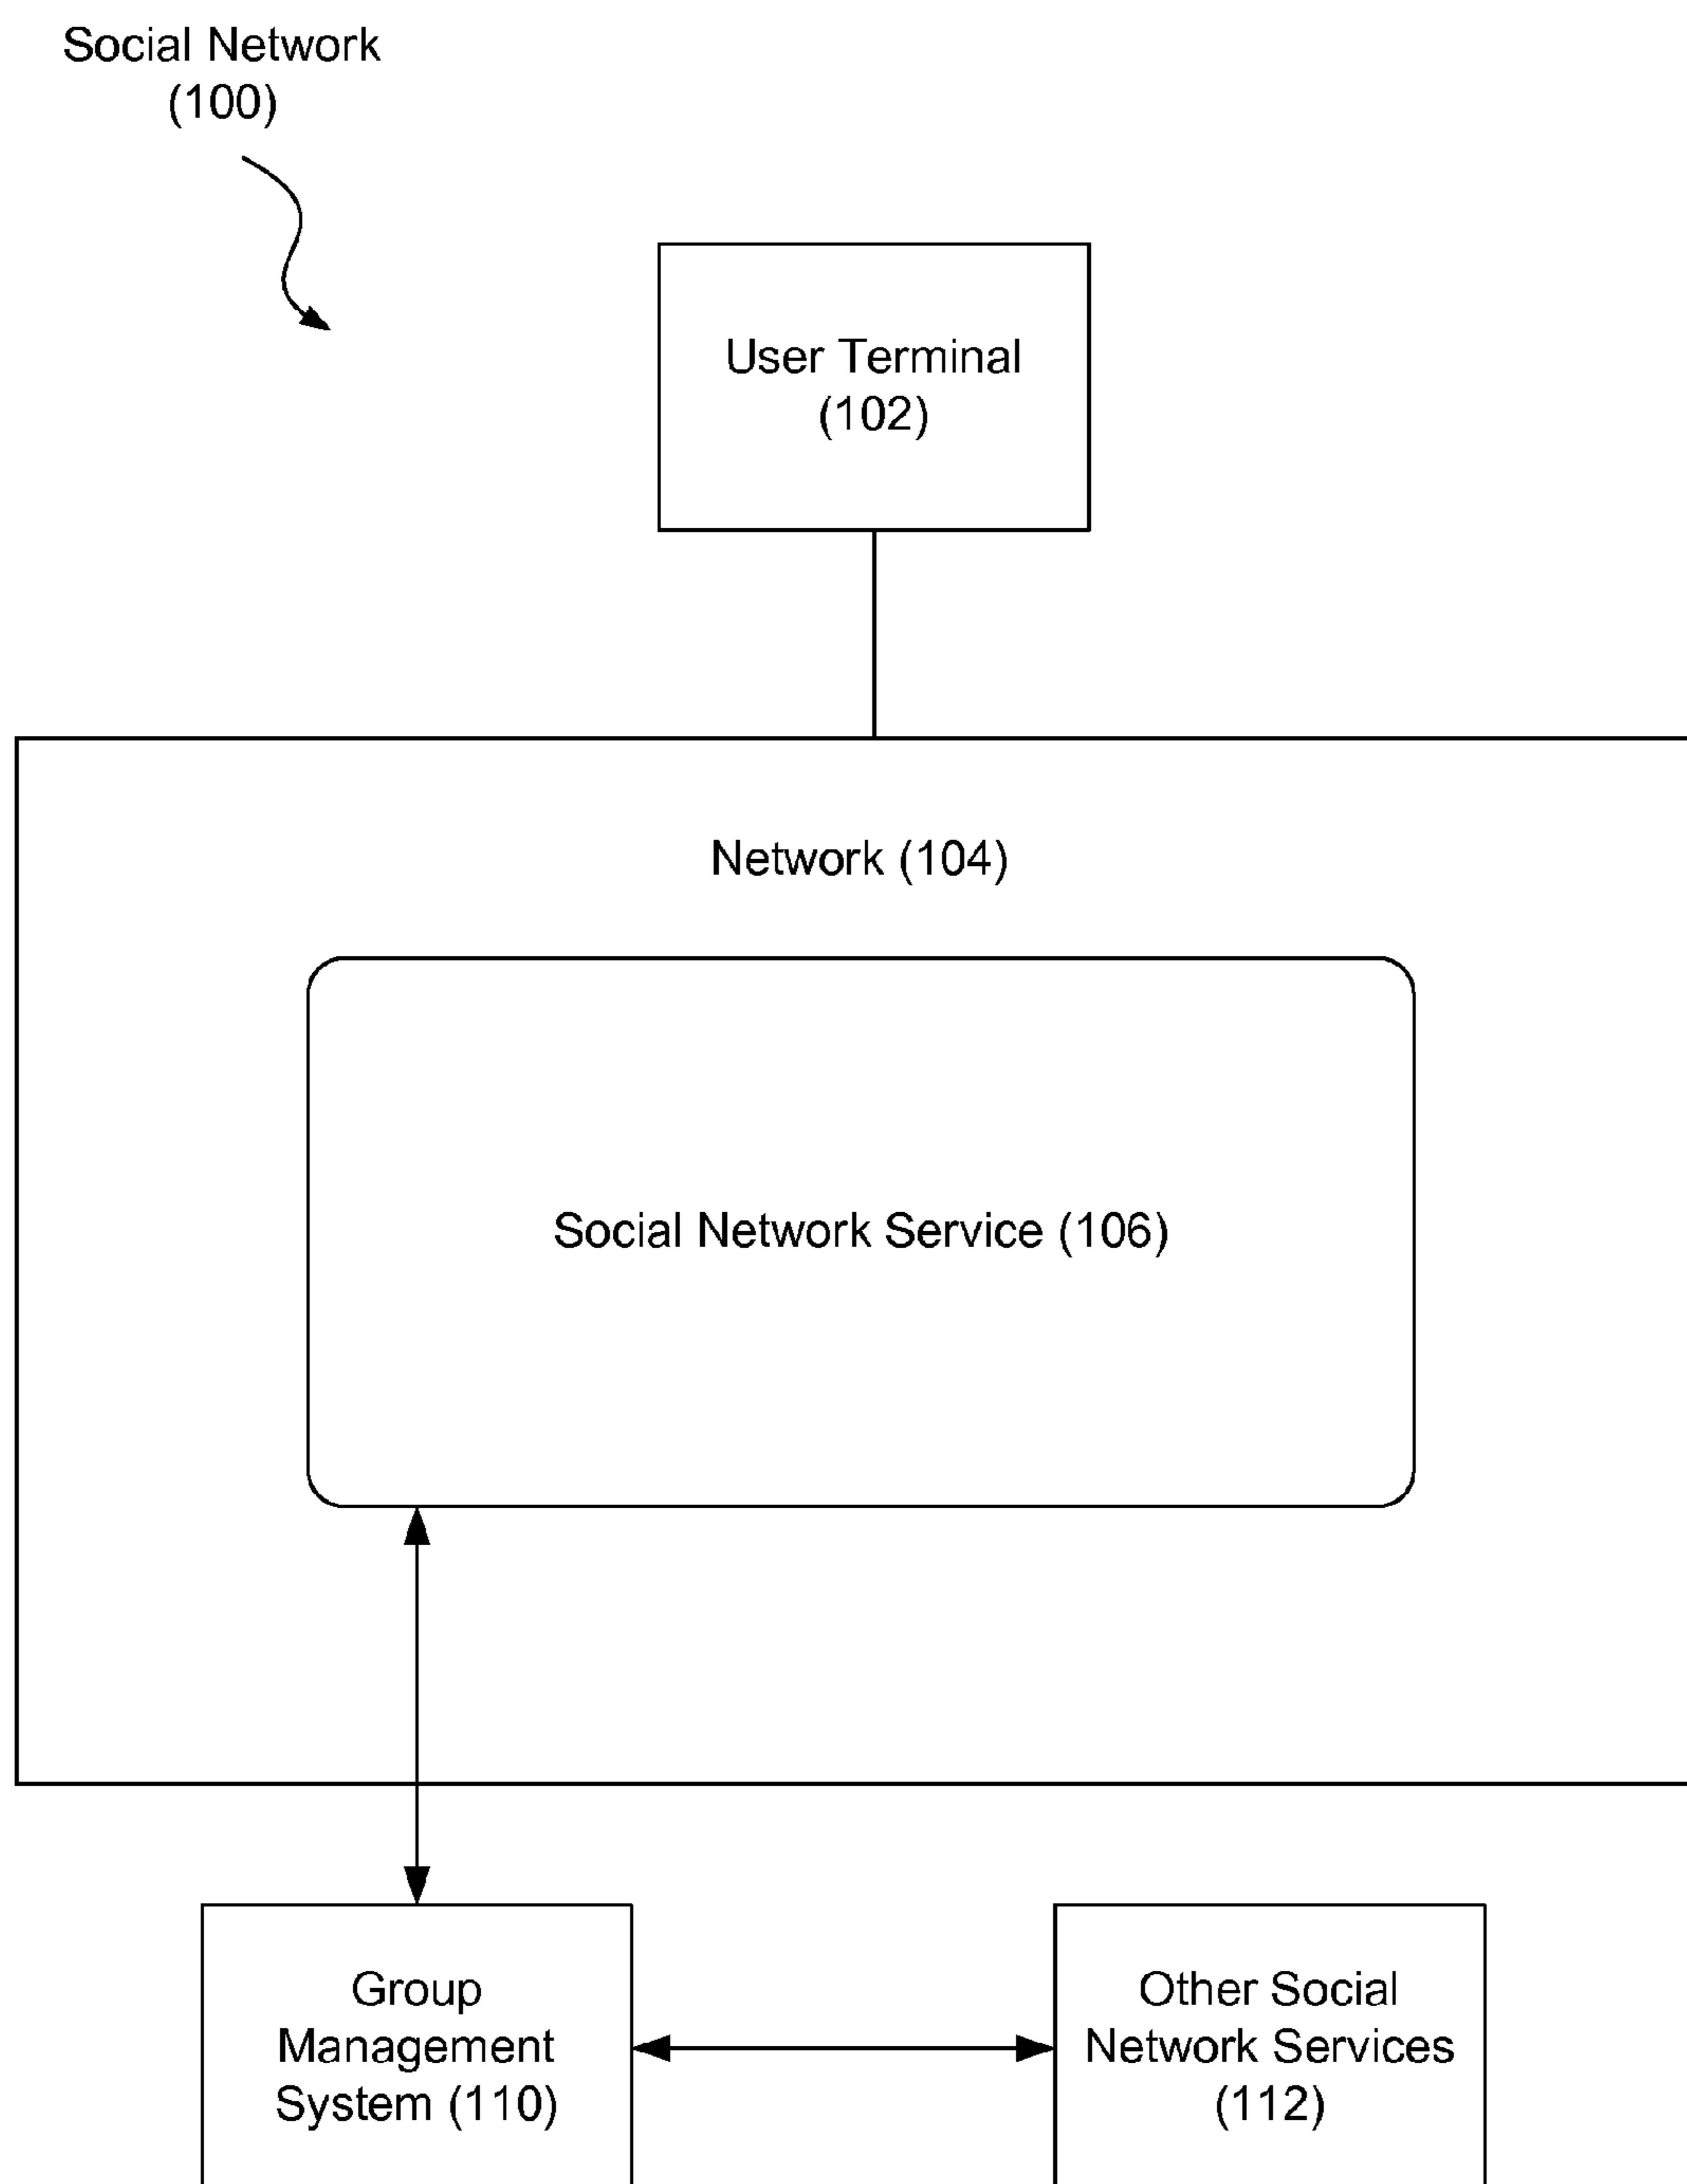 Social Network
(100)
User Terminal
(102)
Network (104)
Social Network Service (106)
Group
Management
System (110)
Other Social
Network Services
(112)